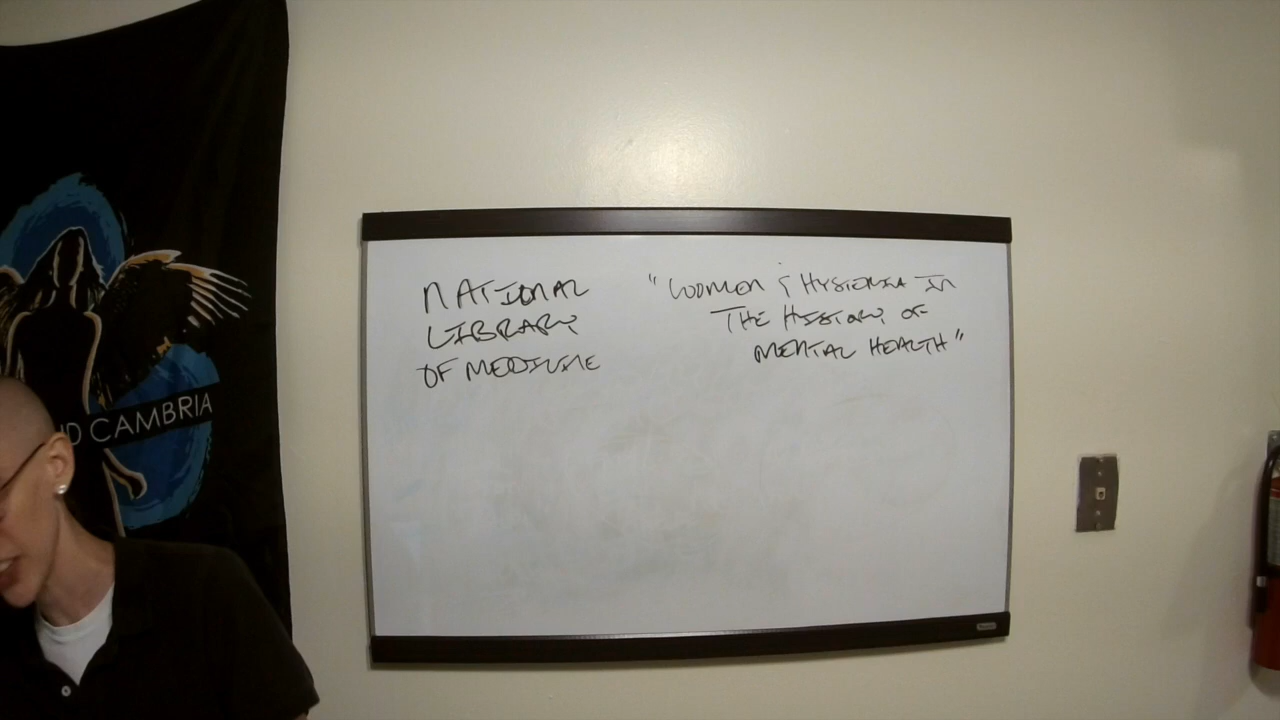 NATIONAL
LIBRARY
OF MEDICINE
"WOMEN & HYSTERIA IN
THE HISTORY OF
MENTAL HEALTH"
CAMBRIA